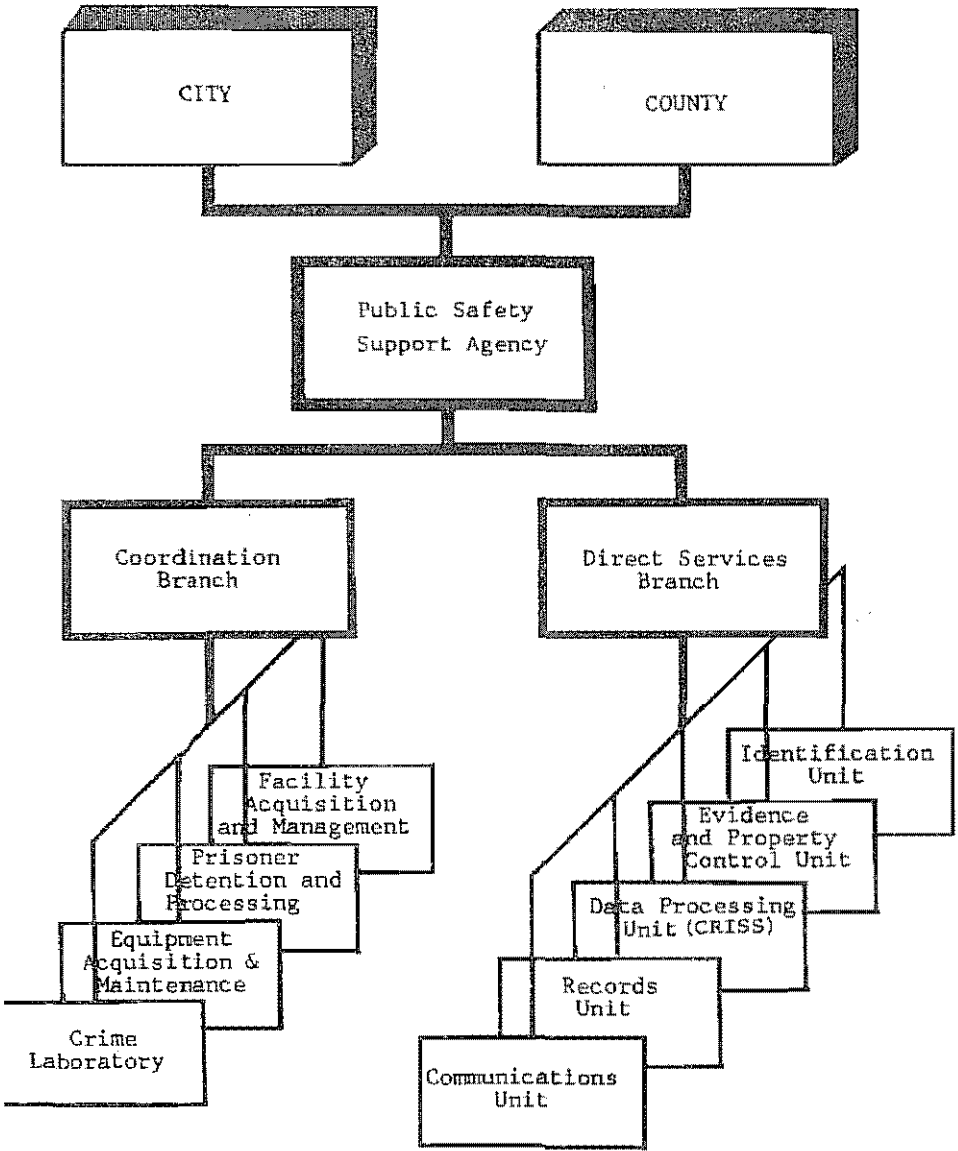 CITY
COUNTY
Public Safety
Support Agency
Coordination
Branch
Direct Services
Branch
Facility
Acquisition
and Management
Prisoner
Detention and
Processing
Equipment
Acquisition &
Maintenance
Crime
Laboratory
Identification
Unit
Evidence
and Property
Control Unit
Data Processing
Unit (CRISS)
Records
Unit
Communications
Unit